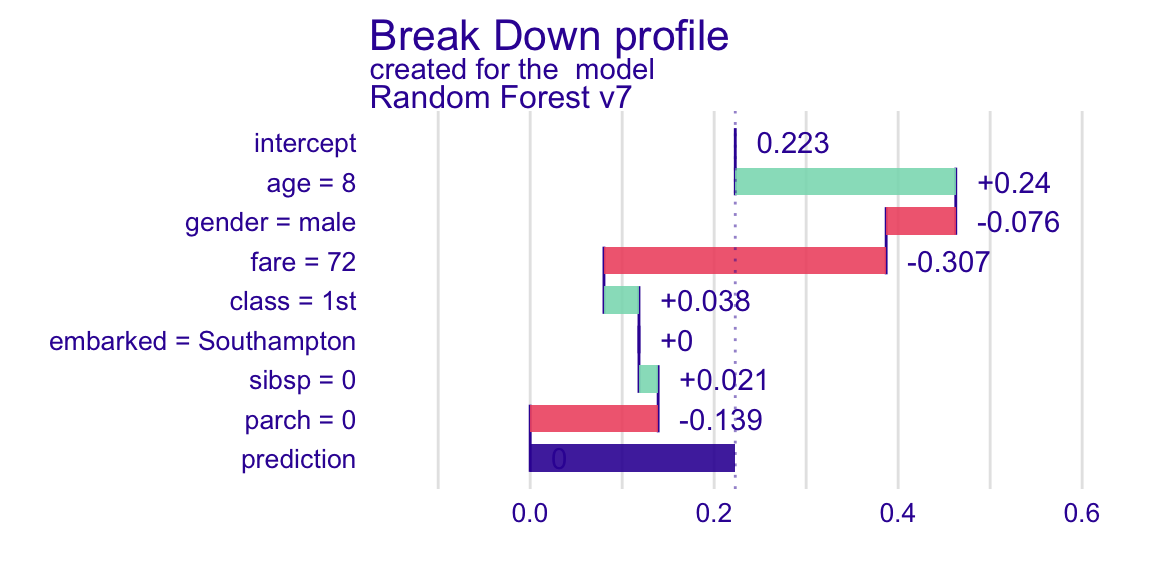 Break Down profile
created for the  model
Random Forest v7
intercept 0.223
age = 8 +0.24
gender = male -0.076
fare = 72 -0.307
class = 1st +0.038
embarked = Southampton +0
sibsp = 0 +0.021
parch = 0 -0.139
prediction 0
0.0 0.2 0.4 0.6